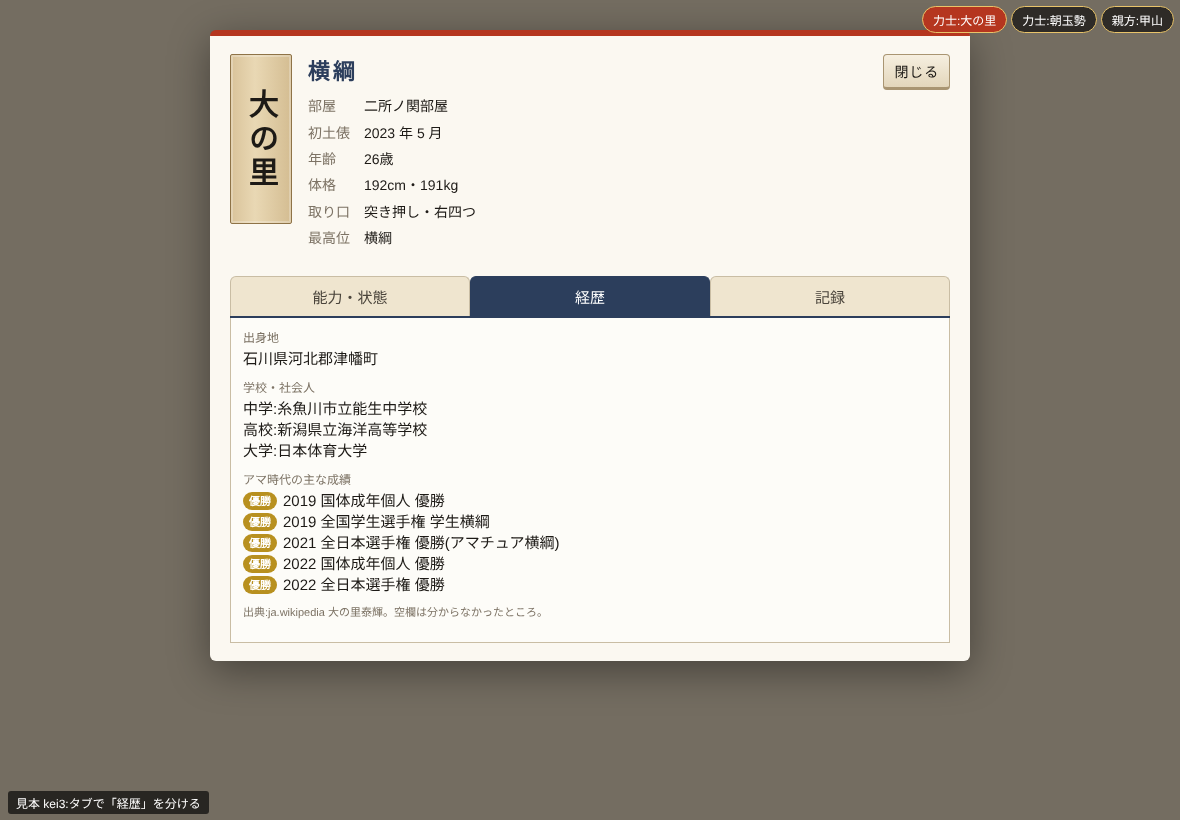 力士:大の里
力士:朝玉勢
親方:甲山
大の里
横綱
閉じる
部屋 二所ノ関部屋
初土俵 2023 年 5 月
年齢 26歳
体格 192cm・191kg
取り口 突き押し・右四つ
最高位 横綱
能力・状態
経歴
記録
出身地
石川県河北郡津幡町
学校・社会人
中学:糸魚川市立能生中学校
高校:新潟県立海洋高等学校
大学:日本体育大学
アマ時代の主な成績
優勝 2019 国体成年個人 優勝
優勝 2019 全国学生選手権 学生横綱
優勝 2021 全日本選手権 優勝(アマチュア横綱)
優勝 2022 国体成年個人 優勝
優勝 2022 全日本選手権 優勝
出典:ja.wikipedia 大の里泰輝。空欄は分からなかったところ。
見本 kei3:タブで「経歴」を分ける